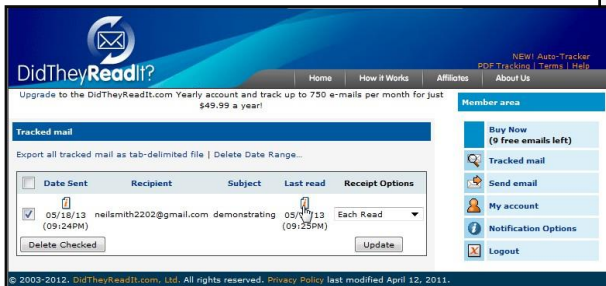 NEW! Auto-Tracker
PDF Tracking | Terms | Help
DidTheyReadIt?
Home How it Works Affiliates About Us
Upgrade to the DidTheyReadIt.com Yearly account and track up to 750 e-mails per month for just
$49.99 a year!
Member area
Tracked mail
Export all tracked mail as tab-delimited file | Delete Date Range...
Date Sent Recipient Subject Last read Receipt Options
05/18/13 neilsmith2202@gmail.com demonstrating Each Read
(09:24PM) (09:25PM)
Delete Checked Update
Buy Now
(9 free emails left)
Tracked mail
Send email
My account
Notification Options
Logout
© 2003-2012. DidTheyReadIt.com, Ltd. All rights reserved. Privacy Policy last modified April 12, 2011.